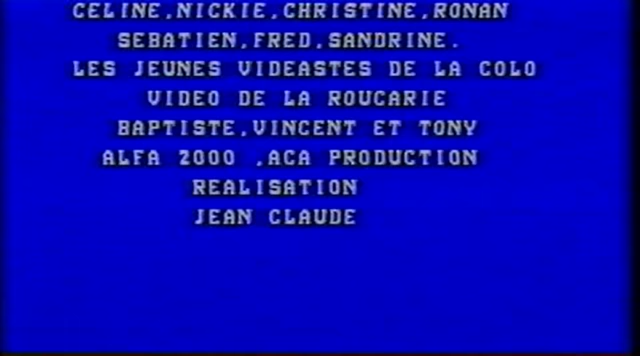 CELINE,NICKIE,CHRISTINE,RONAN
SEBATIEN,FRED,SANDRINE.
LES JEUNES VIDEASTES DE LA COLO
VIDEO DE LA ROUCARIE
BAPTISTE,VINCENT ET TONY
ALFA 2000 ,ACA PRODUCTION
REALISATION
JEAN CLAUDE